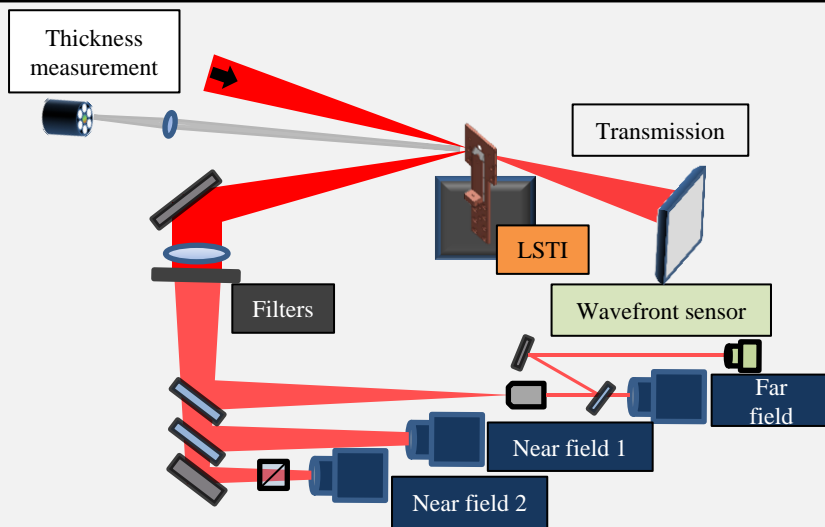 Thickness
measurement
Transmission
LSTI
Filters
Wavefront sensor
Far
field
Near field 1
Near field 2